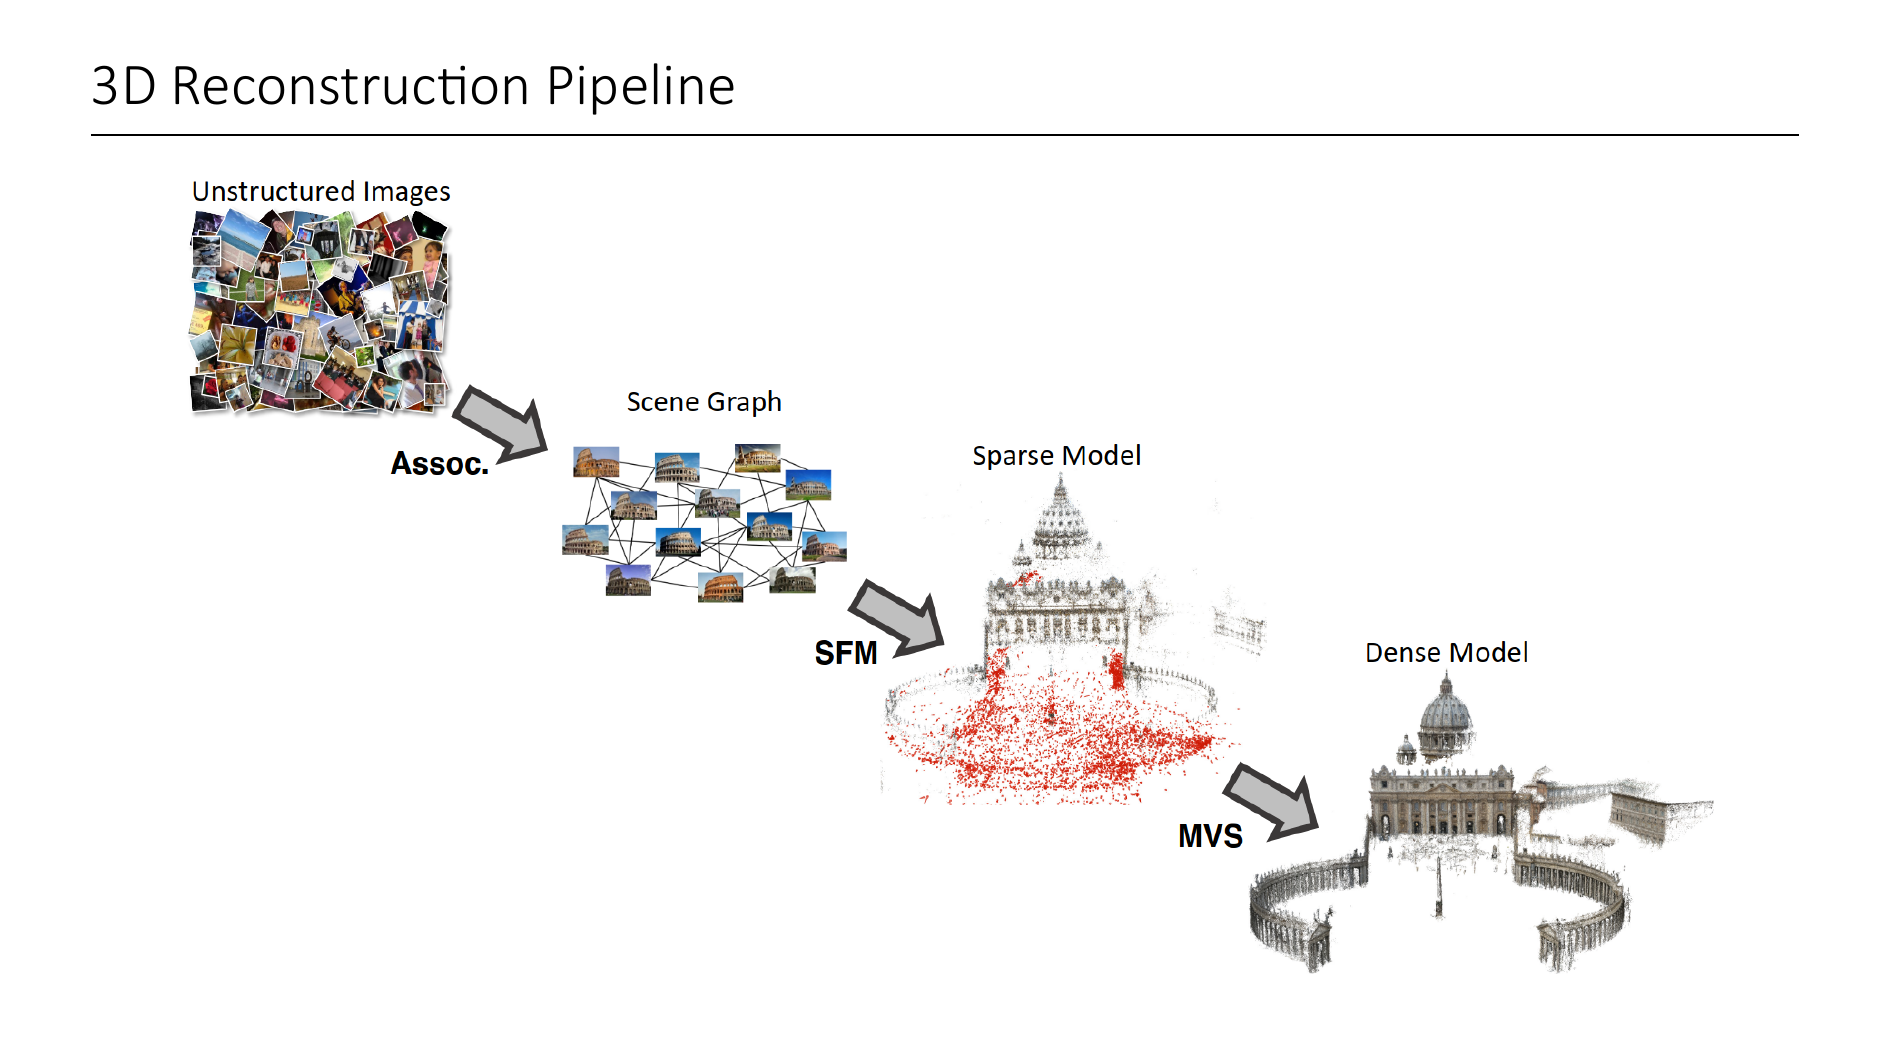 3D Reconstruction Pipeline
Unstructured Images
Assoc.
Scene Graph
SFM
Sparse Model
MVS
Dense Model